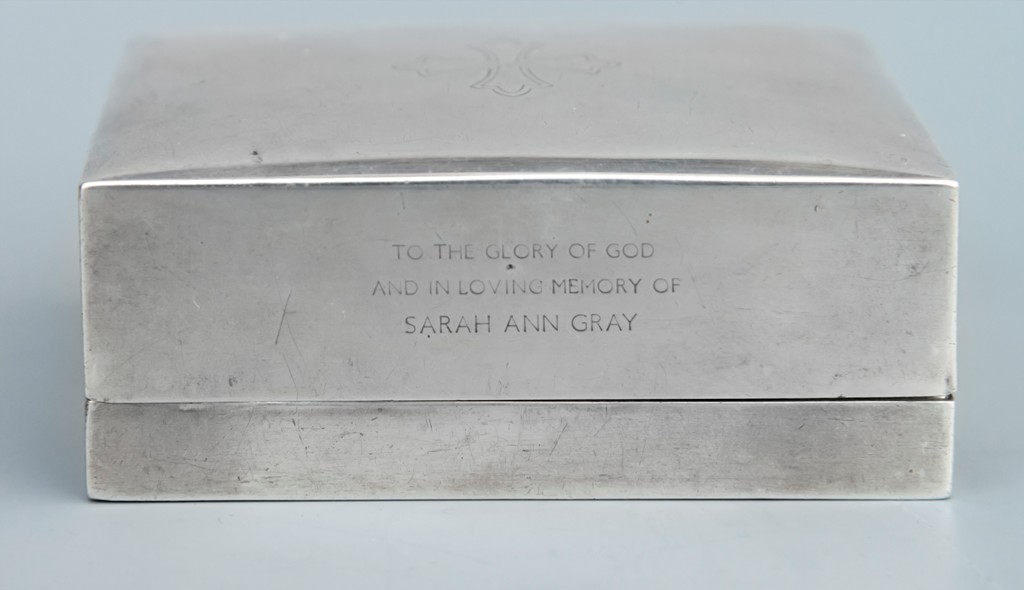 TO THE GLORY OF GOD
AND IN LOVING MEMORY OF
SARAH ANN GRAY